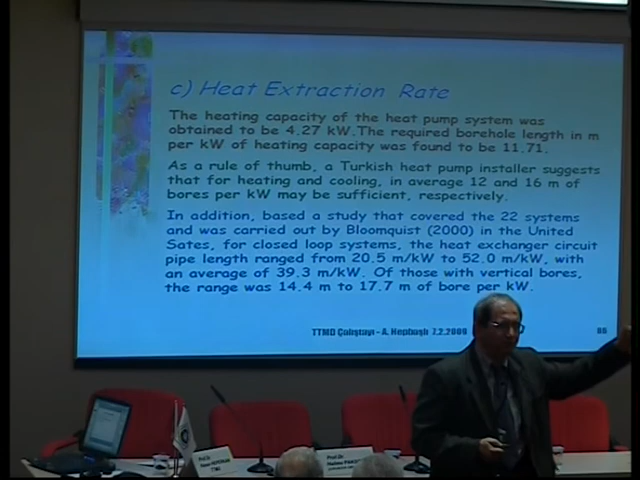 c) Heat Extraction Rate
The heating capacity of the heat pump system was
obtained to be 4.27 kW.The required borehole length in m
per kW of heating capacity was found to be 11.71.
As a rule of thumb, a Turkish heat pump installer suggests
that for heating and cooling, in average 12 and 16 m of
bores per kW may be sufficient, respectively.
In addition, based a study that covered the 22 systems
and was carried out by Bloomquist (2000) in the United
Sates, for closed loop systems, the heat exchanger circuit
pipe length ranged from 20.5 m/kW to 52.0 m/kW, with
an average of 39.3 m/kW. Of those with vertical bores,
the range was 14.4 m to 17.7 m of bore per kW.
TTMD Çalıştayı - A. Hepbaşlı 7.2.2009
Prof.Dr.
Prof.Dr.